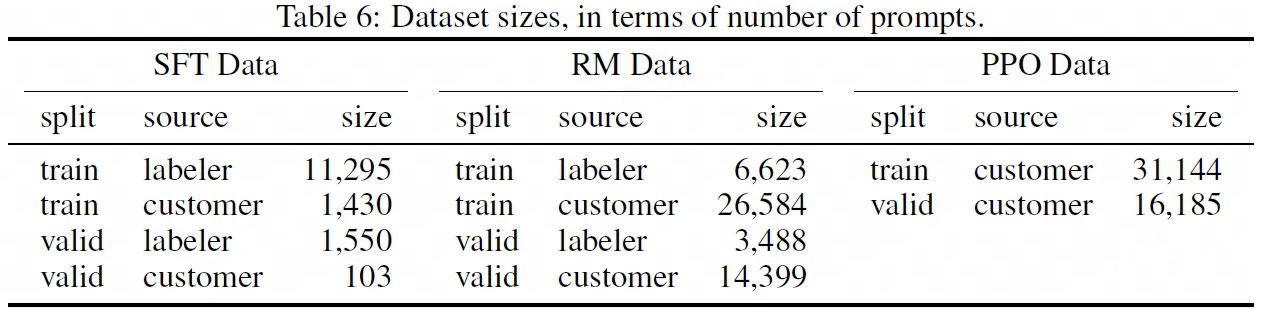 Table 6: Dataset sizes, in terms of number of prompts.
SFT Data RM Data PPO Data
split source size split source size split source size
train labeler 11,295 train labeler 6,623 train customer 31,144
train customer 1,430 train customer 26,584 valid customer 16,185
valid labeler 1,550 valid labeler 3,488
valid customer 103 valid customer 14,399